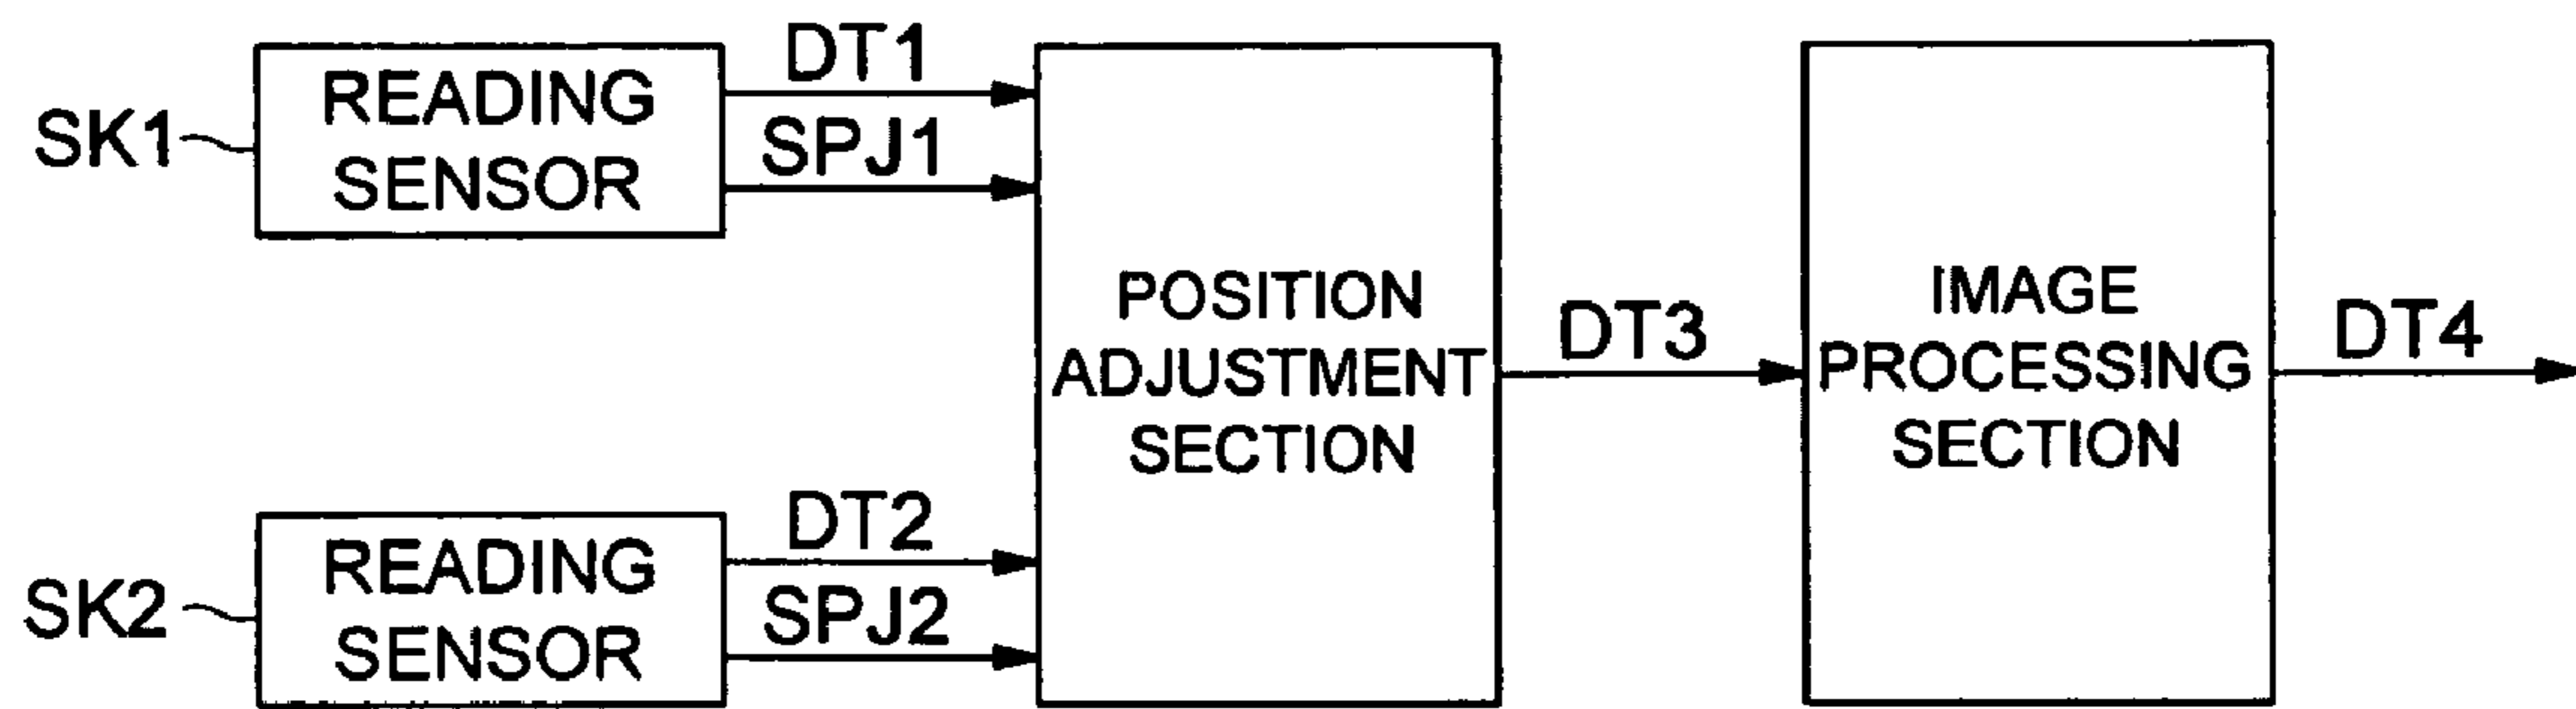 SK1
READING
SENSOR
DT1
SPJ1
SK2
READING
SENSOR
DT2
SPJ2
POSITION
ADJUSTMENT
SECTION
DT3
IMAGE
PROCESSING
SECTION
DT4